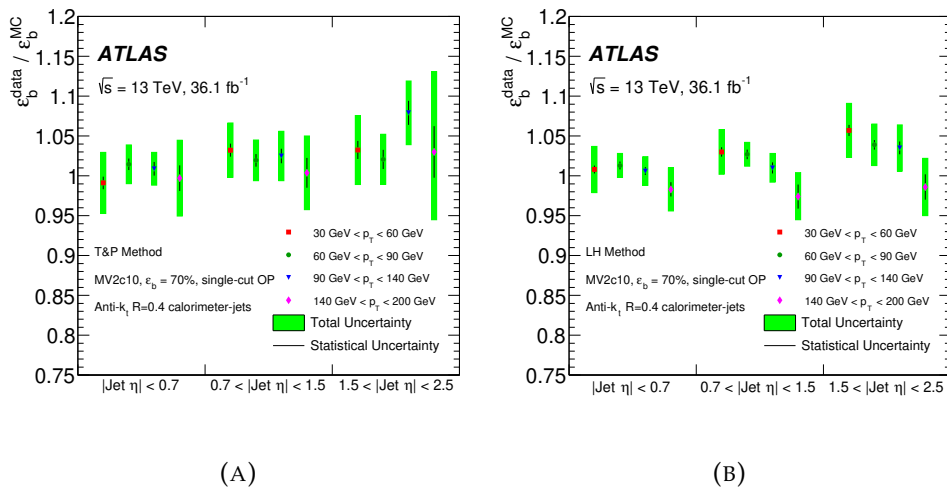 1.2
1.15
1.1
1.05
1
0.95
0.9
0.85
0.8
0.75
ε_b^data / ε_b^MC
ATLAS
√s = 13 TeV, 36.1 fb⁻¹
T&P Method
MV2c10, ε_b = 70%, single-cut OP
Anti-k_t R=0.4 calorimeter-jets
30 GeV < p_T < 60 GeV
60 GeV < p_T < 90 GeV
90 GeV < p_T < 140 GeV
140 GeV < p_T < 200 GeV
Total Uncertainty
Statistical Uncertainty
|Jet η| < 0.7 0.7 < |Jet η| < 1.5 1.5 < |Jet η| < 2.5
(A)
1.2
1.15
1.1
1.05
1
0.95
0.9
0.85
0.8
0.75
ε_b^data / ε_b^MC
ATLAS
√s = 13 TeV, 36.1 fb⁻¹
LH Method
MV2c10, ε_b = 70%, single-cut OP
Anti-k_t R=0.4 calorimeter-jets
30 GeV < p_T < 60 GeV
60 GeV < p_T < 90 GeV
90 GeV < p_T < 140 GeV
140 GeV < p_T < 200 GeV
Total Uncertainty
Statistical Uncertainty
|Jet η| < 0.7 0.7 < |Jet η| < 1.5 1.5 < |Jet η| < 2.5
(B)